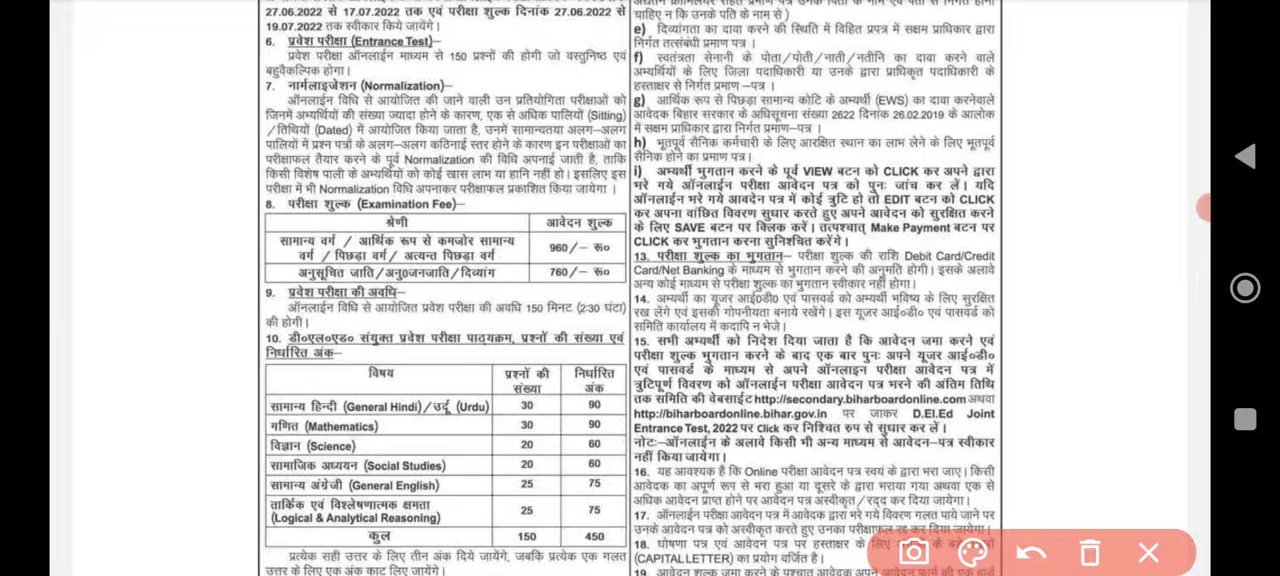 27.06.2022 से 17.07.2022 तक एवं परीक्षा शुल्क दिनांक 27.06.2022 से
19.07.2022 तक स्वीकार किये जायेंगे।
6. प्रवेश परीक्षा (Entrance Test)–
प्रवेश परीक्षा ऑनलाईन माध्यम से 150 प्रश्नों की होगी जो वस्तुनिष्ठ एवं
बहुवैकल्पिक होगा।
7. नार्मलाइजेशन (Normalization)–
ऑनलाईन विधि से आयोजित की जाने वाली उन प्रतियोगिता परीक्षाओं को
जिनमें अभ्यर्थियों की संख्या ज्यादा होने के कारण, एक से अधिक पालियों (Sitting)
/तिथियों (Dated) में आयोजित किया जाता है, उनमें सामान्यतया अलग–अलग
पालियों में प्रश्न पत्रों के अलग–अलग कठिनाई स्तर होने के कारण इन परीक्षाओं का
परीक्षाफल तैयार करने के पूर्व Normalization की विधि अपनाई जाती है, ताकि
किसी विशेष पाली के अभ्यर्थियों को कोई खास लाभ या हानि नहीं हो। इसलिए इस
परीक्षा में भी Normalization विधि अपनाकर परीक्षाफल प्रकाशित किया जायेगा।
8. परीक्षा शुल्क (Examination Fee)–
श्रेणी आवेदन शुल्क
सामान्य वर्ग / आर्थिक रूप से कमजोर सामान्य
वर्ग / पिछड़ा वर्ग/ अत्यन्त पिछड़ा वर्ग 960/– रू०
अनुसूचित जाति/अनु०जनजाति/दिव्यांग 760/– रू०
9. प्रवेश परीक्षा की अवधि–
ऑनलाईन विधि से आयोजित प्रवेश परीक्षा की अवधि 150 मिनट (2:30 घंटा)
की होगी।
10. डी०एल०एड० संयुक्त प्रवेश परीक्षा पाठ्यक्रम, प्रश्नों की संख्या एवं
निर्धारित अंक–
विषय प्रश्नों की संख्या निर्धारित अंक
सामान्य हिन्दी (General Hindi)/उर्दू (Urdu) 30 90
गणित (Mathematics) 30 90
विज्ञान (Science) 20 60
सामाजिक अध्ययन (Social Studies) 20 60
सामान्य अंग्रेजी (General English) 25 75
तार्किक एवं विश्लेषणात्मक क्षमता
(Logical & Analytical Reasoning) 25 75
कुल 150 450
प्रत्येक सही उत्तर के लिए तीन अंक दिये जायेंगे, जबकि प्रत्येक एक गलत
उत्तर के लिए एक अंक काट लिए जायेंगे।
चाहिए न कि उनके पति के नाम से)
e) दिव्यांगता का दावा करने की स्थिति में विहित प्रपत्र में सक्षम प्राधिकार द्वारा
निर्गत तत्संबंधी प्रमाण पत्र ।
f) स्वतंत्रता सेनानी के पोता/पोती/नाती/नतीनि का दावा करने वाले
अभ्यर्थियों के लिए जिला पदाधिकारी या उनके द्वारा प्राधिकृत पदाधिकारी के
हस्ताक्षर से निर्गत प्रमाण –पत्र ।
g) आर्थिक रूप से पिछड़ा सामान्य कोटि के अभ्यर्थी (EWS) का दावा करनेवाले
आवेदक बिहार सरकार के अधिसूचना संख्या 2622 दिनांक 26.02.2019 के आलोक
में सक्षम प्राधिकार द्वारा निर्गत प्रमाण–पत्र ।
h) भूतपूर्व सैनिक कर्मचारी के लिए आरक्षित स्थान का लाभ लेने के लिए भूतपूर्व
सैनिक होने का प्रमाण पत्र।
i) अभ्यर्थी भुगतान करने के पूर्व VIEW बटन को CLICK कर अपने द्वारा
भरे गये ऑनलाईन परीक्षा आवेदन पत्र को पुनः जांच कर लें। यदि
ऑनलाईन भरे गये आवदेन पत्र में कोई त्रुटि हो तो EDIT बटन को CLICK
कर अपना वांछित विवरण सुधार करते हुए अपने आवेदन को सुरक्षित करने
के लिए SAVE बटन पर क्लिक करें। तत्पश्चात् Make Payment बटन पर
CLICK कर भुगतान करना सुनिश्चित करेंगे।
13. परीक्षा शुल्क का भुगतान– परीक्षा शुल्क की राशि Debit Card/Credit
Card/Net Banking के माध्यम से भुगतान करने की अनुमति होगी। इसके अलावे
अन्य कोई माध्यम से परीक्षा शुल्क का भुगतान स्वीकार नहीं होगा।
14. अभ्यर्थी का यूजर आई०डी० एवं पासवर्ड को अभ्यर्थी भविष्य के लिए सुरक्षित
रख लेंगे एवं इसकी गोपनीयता बनाये रखेंगे। इस यूजर आई०डी० एवं पासवर्ड को
समिति कार्यालय में कदापि न भेजे।
15. सभी अभ्यर्थी को निदेश दिया जाता है कि आवेदन जमा करने एवं
परीक्षा शुल्क भुगतान करने के बाद एक बार पुनः अपने यूजर आई०डी०
एवं पासवर्ड के माध्यम से अपने ऑनलाइन परीक्षा आवेदन पत्र में
त्रुटिपूर्ण विवरण को ऑनलाईन परीक्षा आवेदन पत्र भरने की अंतिम तिथि
तक समिति की वेबसाईट http://secondary.biharboardonline.com अथवा
http://biharboardonline.bihar.gov.in पर जाकर D.El.Ed Joint
Entrance Test, 2022 पर Click कर निश्चित रुप से सुधार कर लें।
नोटः–ऑनलाईन के अलावे किसी भी अन्य माध्यम से आवेदन–पत्र स्वीकार
नहीं किया जायेगा।
16. यह आवश्यक है कि Online परीक्षा आवेदन पत्र स्वयं के द्वारा भरा जाए। किसी
आवेदक का अपूर्ण रूप से भरा हुआ या दूसरे के द्वारा भराया गया अथवा एक से
अधिक आवेदन प्राप्त होने पर आवेदन पत्र अस्वीकृत/रद्द कर दिया जायेगा।
17. ऑनलाईन परीक्षा आवेदन पत्र में आवेदक द्वारा भरे गये विवरण गलत पाये जाने पर
उनके आवेदन पत्र को अस्वीकृत करते हुए उनका परीक्षाफल रद्द कर दिया जायेगा।
18. घोषणा पत्र एवं आवेदन पत्र पर हस्ताक्षर के लिए
(CAPITAL LETTER) का प्रयोग वर्जित है।
19. आवेदन शुल्क जमा करने के पश्चात आवेदक अपने